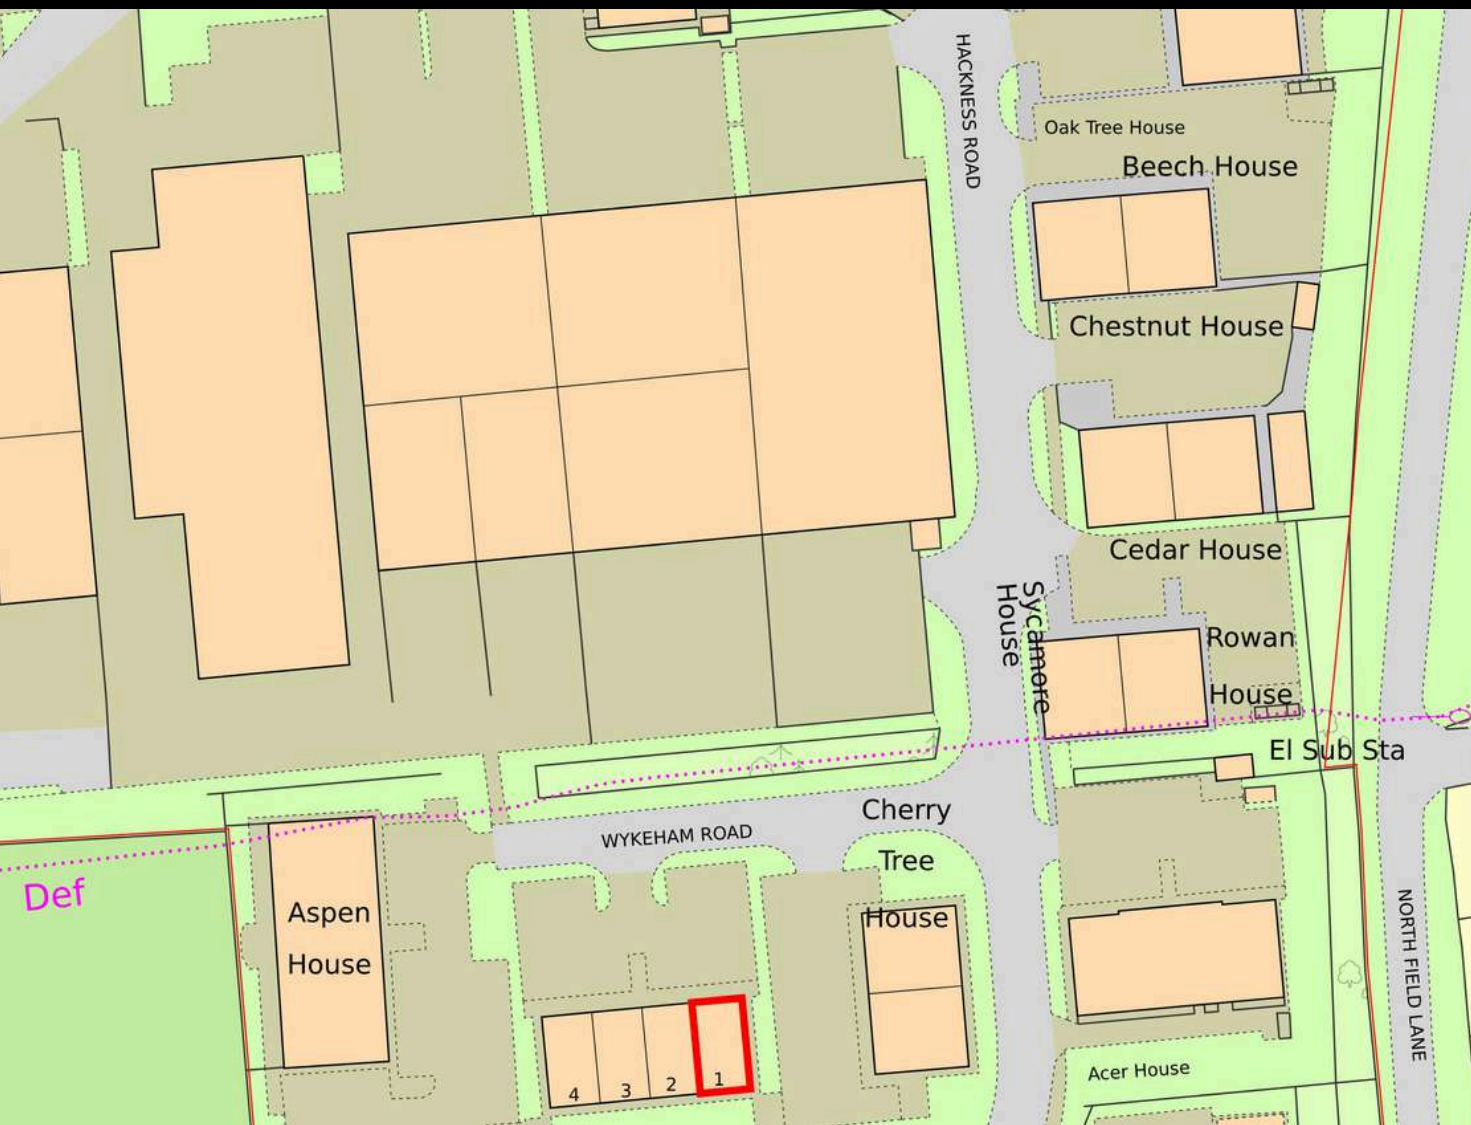 HACKNESS ROAD
Oak Tree House
Beech House
Chestnut House
Cedar House
Sycamore
House
Rowan
House
El Sub Sta
Cherry
Tree
House
WYKEHAM ROAD
Def
Aspen
House
NORTH FIELD LANE
4
3
2
1
Acer House